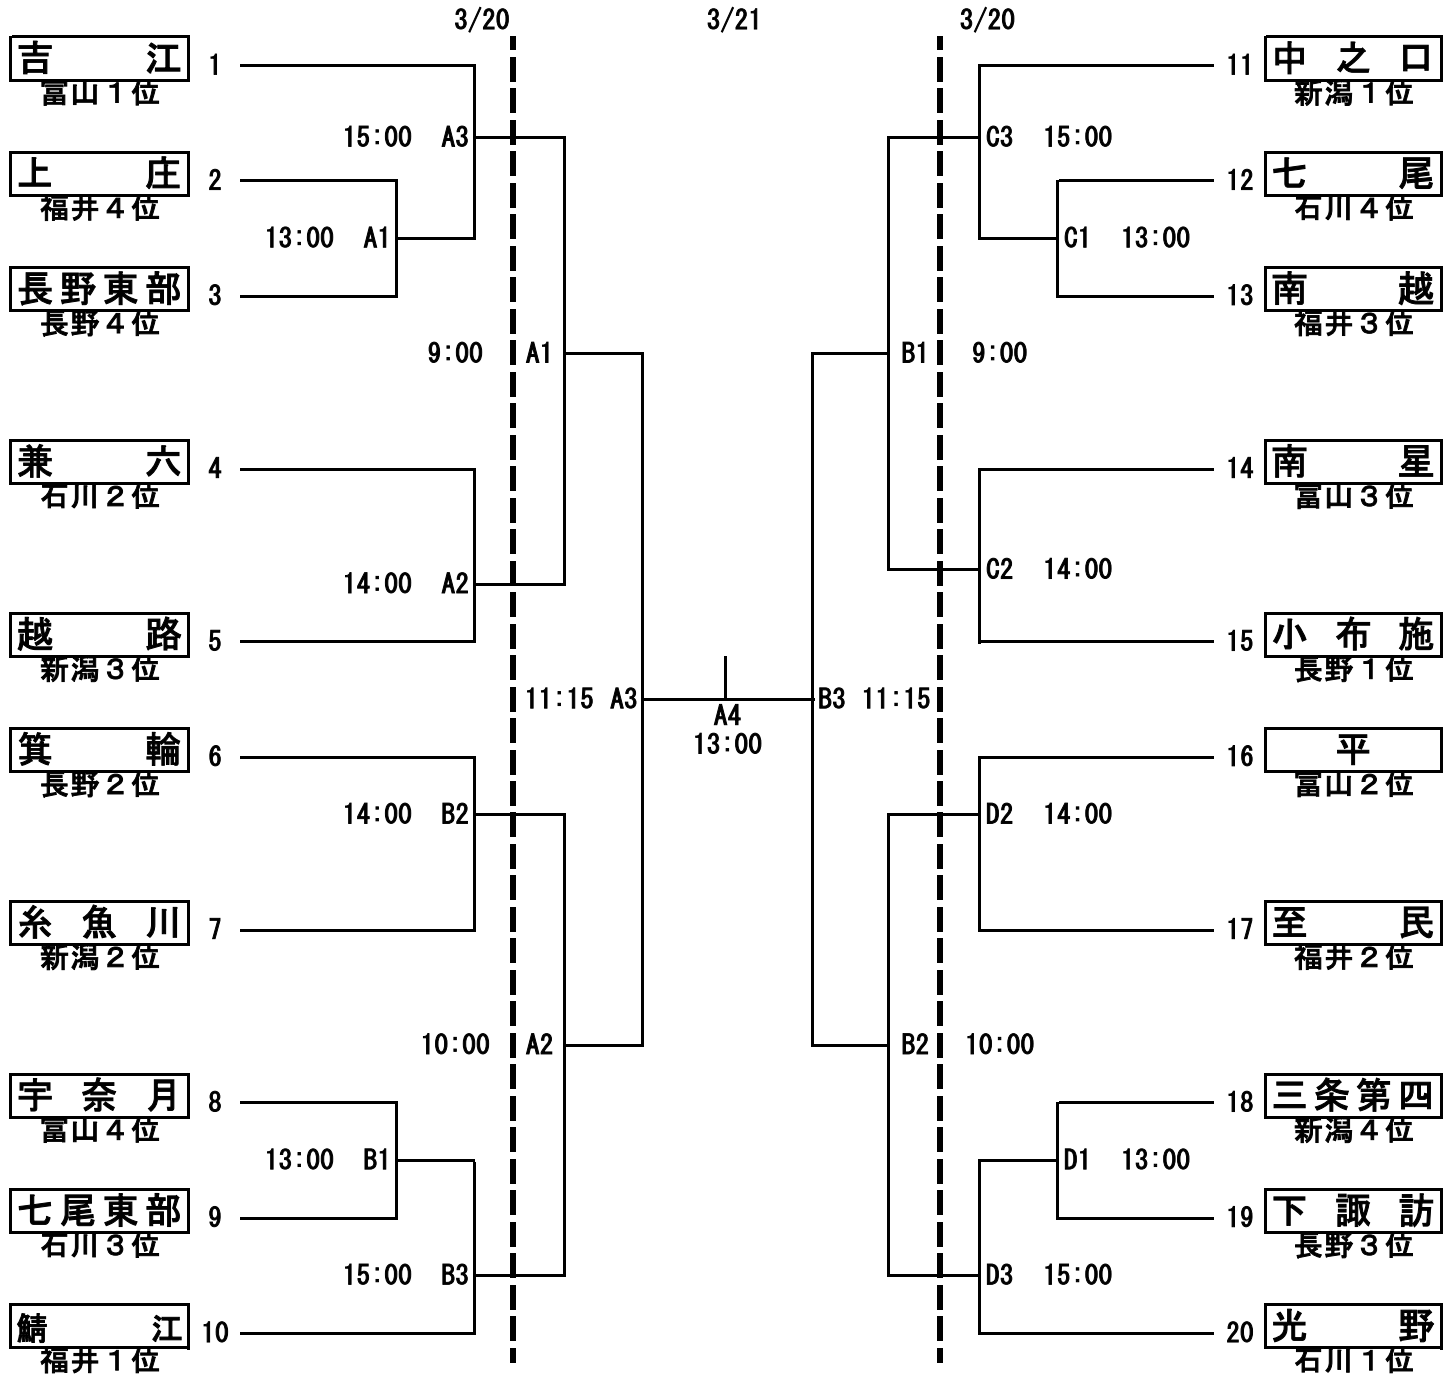 3/20 3/21 3/20
吉江 1
富山1位
15:00 A3
上庄 2
福井4位
13:00 A1
長野東部 3
長野4位
9:00 A1
兼六 4
石川2位
14:00 A2
越路 5
新潟3位
11:15 A3
箕輪 6
長野2位
14:00 B2
糸魚川 7
新潟2位
10:00 A2
宇奈月 8
富山4位
13:00 B1
七尾東部 9
石川3位
15:00 B3
鯖江 10
福井1位
A4
13:00
11 中之口
新潟1位
C3 15:00
12 七尾
石川4位
C1 13:00
13 南越
福井3位
B1 9:00
14 南星
富山3位
C2 14:00
15 小布施
長野1位
B3 11:15
16 平
富山2位
D2 14:00
17 至民
福井2位
B2 10:00
18 三条第四
新潟4位
D1 13:00
19 下諏訪
長野3位
D3 15:00
20 光野
石川1位